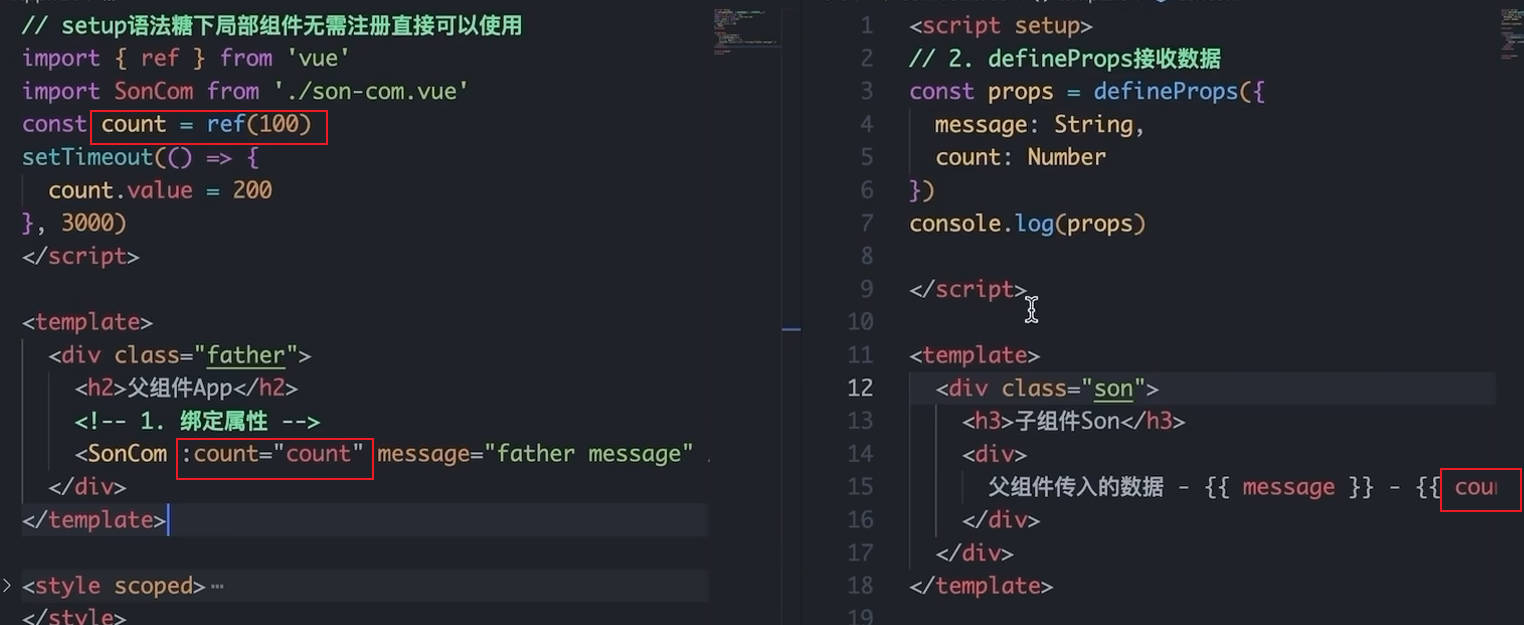 // setup语法糖下局部组件无需注册直接可以使用
import { ref } from 'vue'
import SonCom from './son-com.vue'
const count = ref(100)
setTimeout(() => {
count.value = 200
}, 3000)
</script>
<template>
<div class="father">
<h2>父组件App</h2>
<!-- 1. 绑定属性 -->
<SonCom :count="count" message="father message"
</div>
</template>
<style scoped>…
</style>
1 <script setup>
2 // 2. defineProps接收数据
3 const props = defineProps({
4 message: String,
5 count: Number
6 })
7 console.log(props)
8
9 </script>
10
11 <template>
12 <div class="son">
13 <h3>子组件Son</h3>
14 <div>
15 父组件传入的数据 - {{ message }} - {{ cou
16 </div>
17 </div>
18 </template>
19